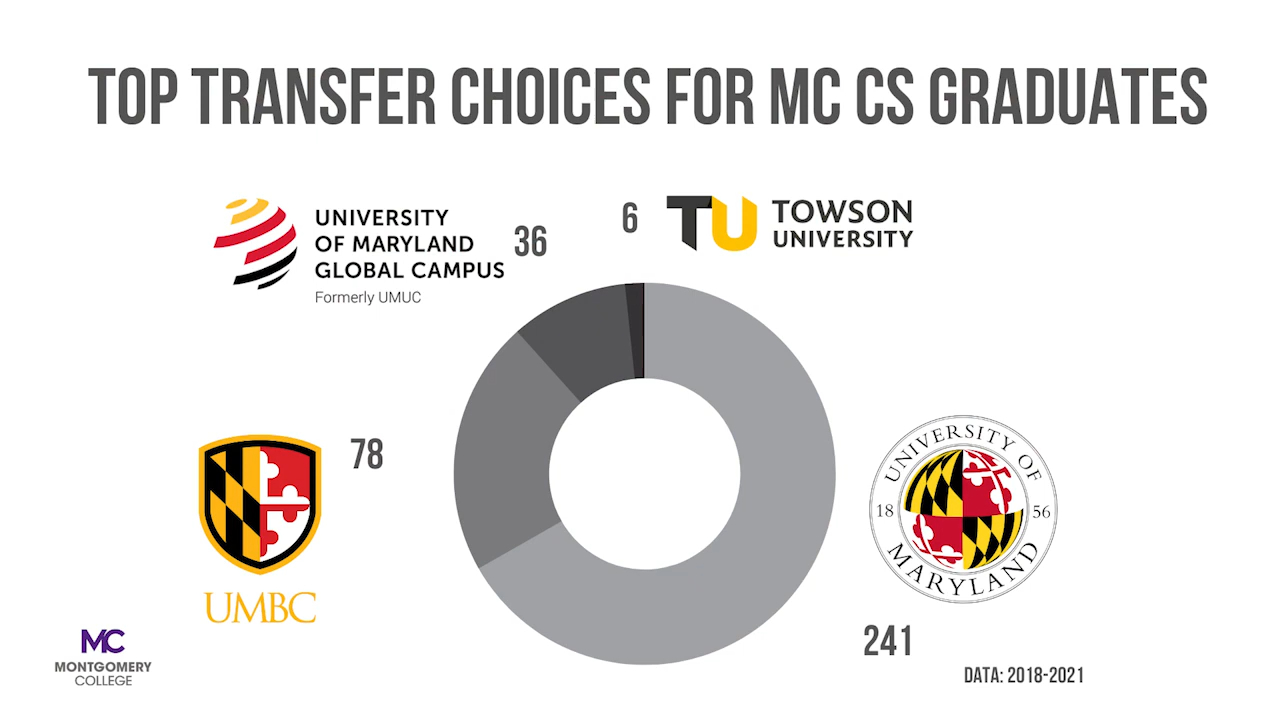 TOP TRANSFER CHOICES FOR MC CS GRADUATES
UNIVERSITY
OF MARYLAND
GLOBAL CAMPUS
Formerly UMUC
36
6
TU
TOWSON
UNIVERSITY
78
UMBC
UNIVERSITY OF
18 56
MARYLAND
241
MC
MONTGOMERY
COLLEGE
DATA: 2018-2021